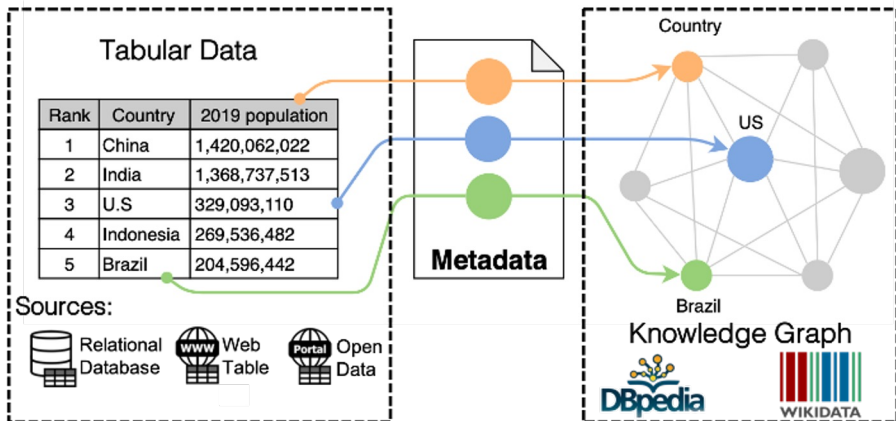 Tabular Data
Rank Country 2019 population
1 China 1,420,062,022
2 India 1,368,737,513
3 U.S 329,093,110
4 Indonesia 269,536,482
5 Brazil 204,596,442
Sources:
Relational
Database
WWW
Web
Table
Portal
Open
Data
Metadata
Country
US
Brazil
Knowledge Graph
DBpedia
WIKIDATA